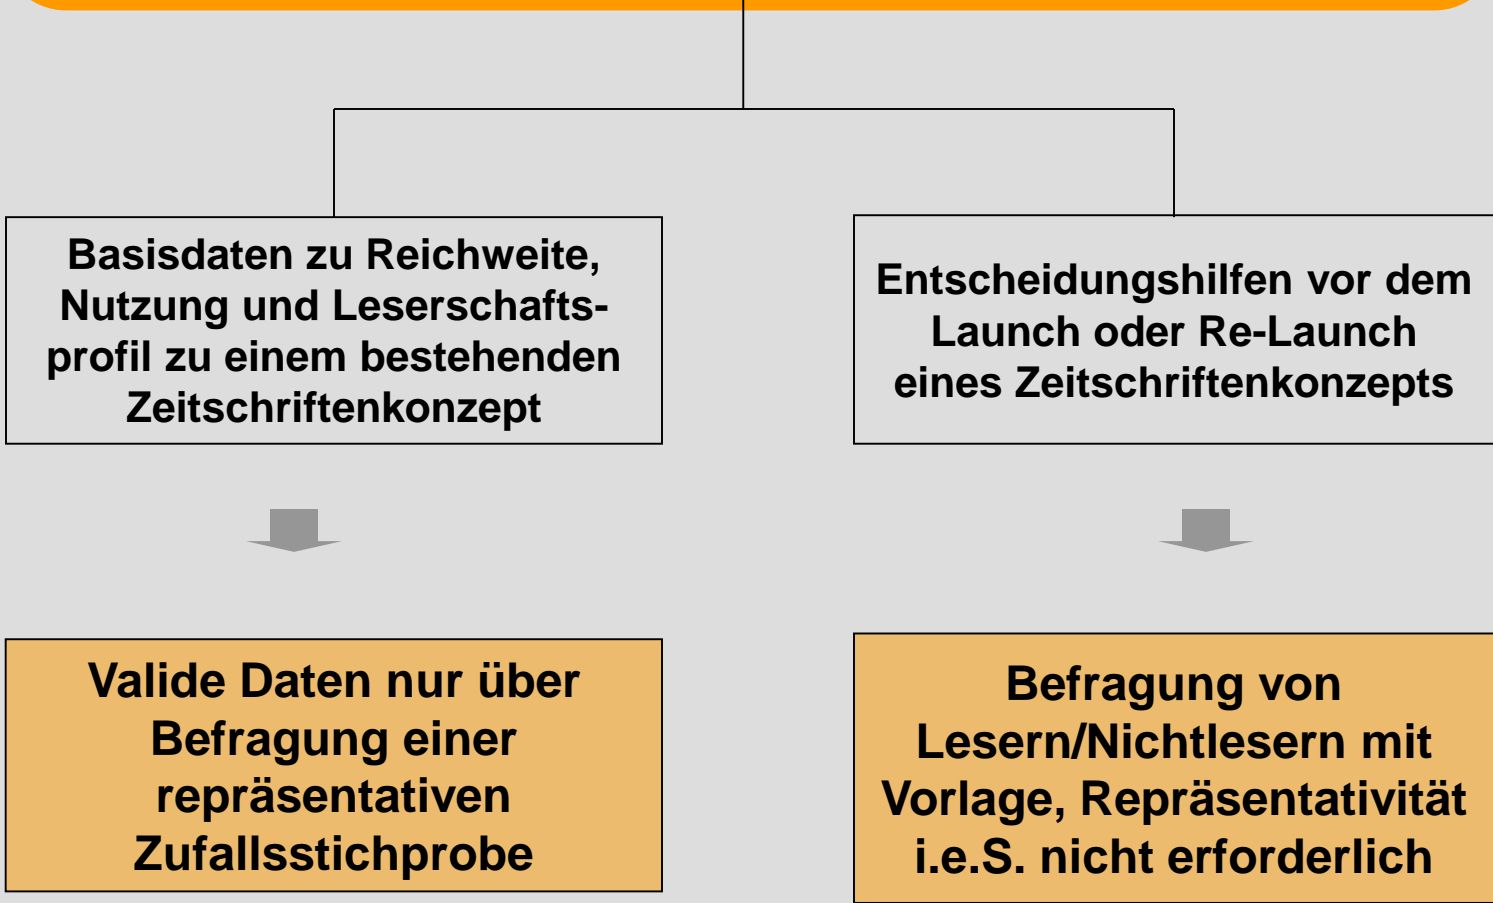 Basisdaten zu Reichweite,
Nutzung und Leserschafts-
profil zu einem bestehenden
Zeitschriftenkonzept
Entscheidungshilfen vor dem
Launch oder Re-Launch
eines Zeitschriftenkonzepts
Valide Daten nur über
Befragung einer
repräsentativen
Zufallsstichprobe
Befragung von
Lesern/Nichtlesern mit
Vorlage, Repräsentativität
i.e.S. nicht erforderlich